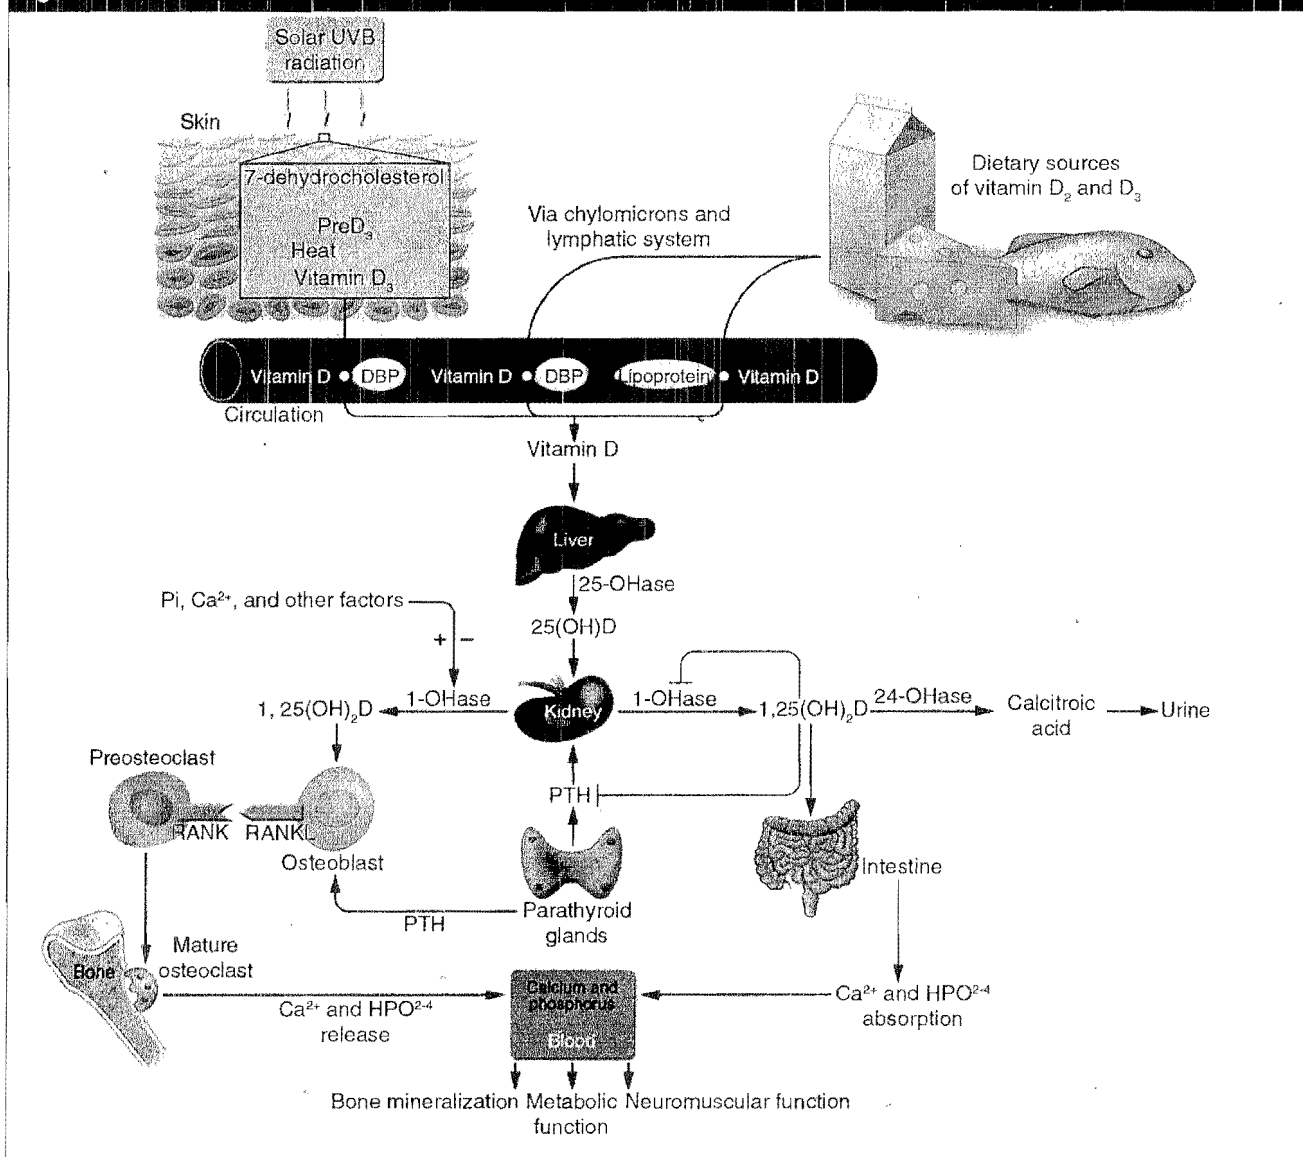 Solar UVB
radiation
Skin
7-dehydrocholesterol
PreD₃
Heat
Vitamin D₃
Via chylomicrons and
lymphatic system
Dietary sources
of vitamin D₂ and D₃
Vitamin D
DBP
Vitamin D
DBP
Lipoprotein
Vitamin D
Circulation
Vitamin D
Liver
25-OHase
25(OH)D
Pi, Ca²⁺, and other factors
+ −
1, 25(OH)₂D
1-OHase
Kidney
1-OHase
1,25(OH)₂D
24-OHase
Calcitroic
acid
Urine
Preosteoclast
RANK
RANKL
Osteoblast
PTH
PTH
Parathyroid
glands
Intestine
Bone
Mature
osteoclast
Ca²⁺ and HPO²⁻⁴
release
Calcium and
phosphorus
Blood
Ca²⁺ and HPO²⁻⁴
absorption
Bone mineralization
Metabolic
function
Neuromuscular function